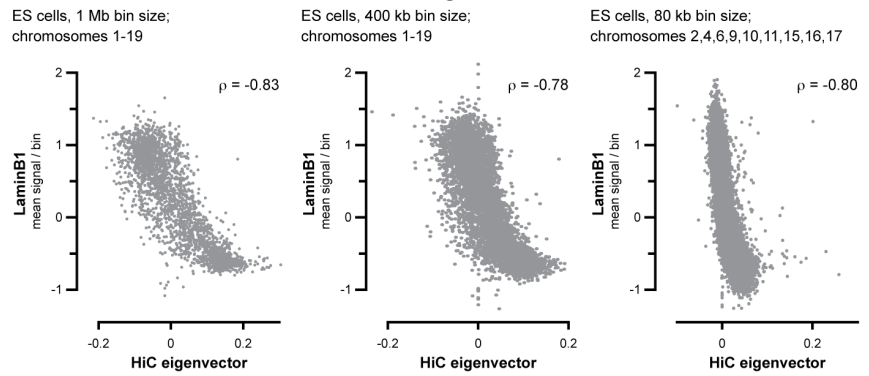 ES cells, 1 Mb bin size;
chromosomes 1-19
ρ = -0.83
2
1
0
-1
LaminB1
mean signal / bin
-0.2 0 0.2
HiC eigenvector
ES cells, 400 kb bin size;
chromosomes 1-19
ρ = -0.78
2
1
0
-1
LaminB1
mean signal / bin
-0.2 0 0.2
HiC eigenvector
ES cells, 80 kb bin size;
chromosomes 2,4,6,9,10,11,15,16,17
ρ = -0.80
2
1
0
-1
LaminB1
mean signal / bin
0 0.2
HiC eigenvector